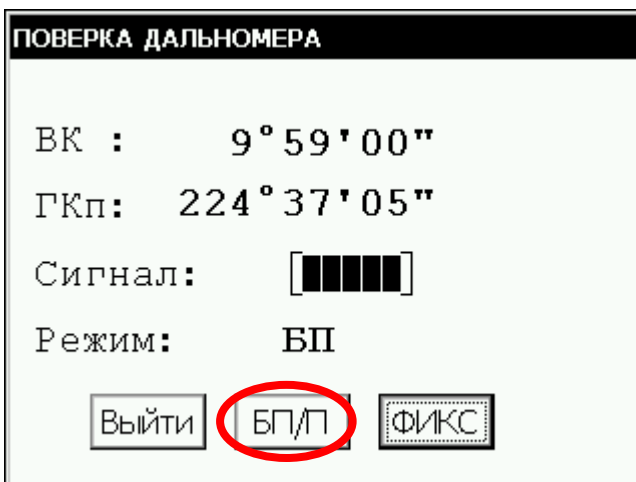 ПОВЕРКА ДАЛЬНОМЕРА
ВК : 9°59'00"
ГКп: 224°37'05"
Сигнал: [█████]
Режим: БП
Выйти БП/П ФИКС